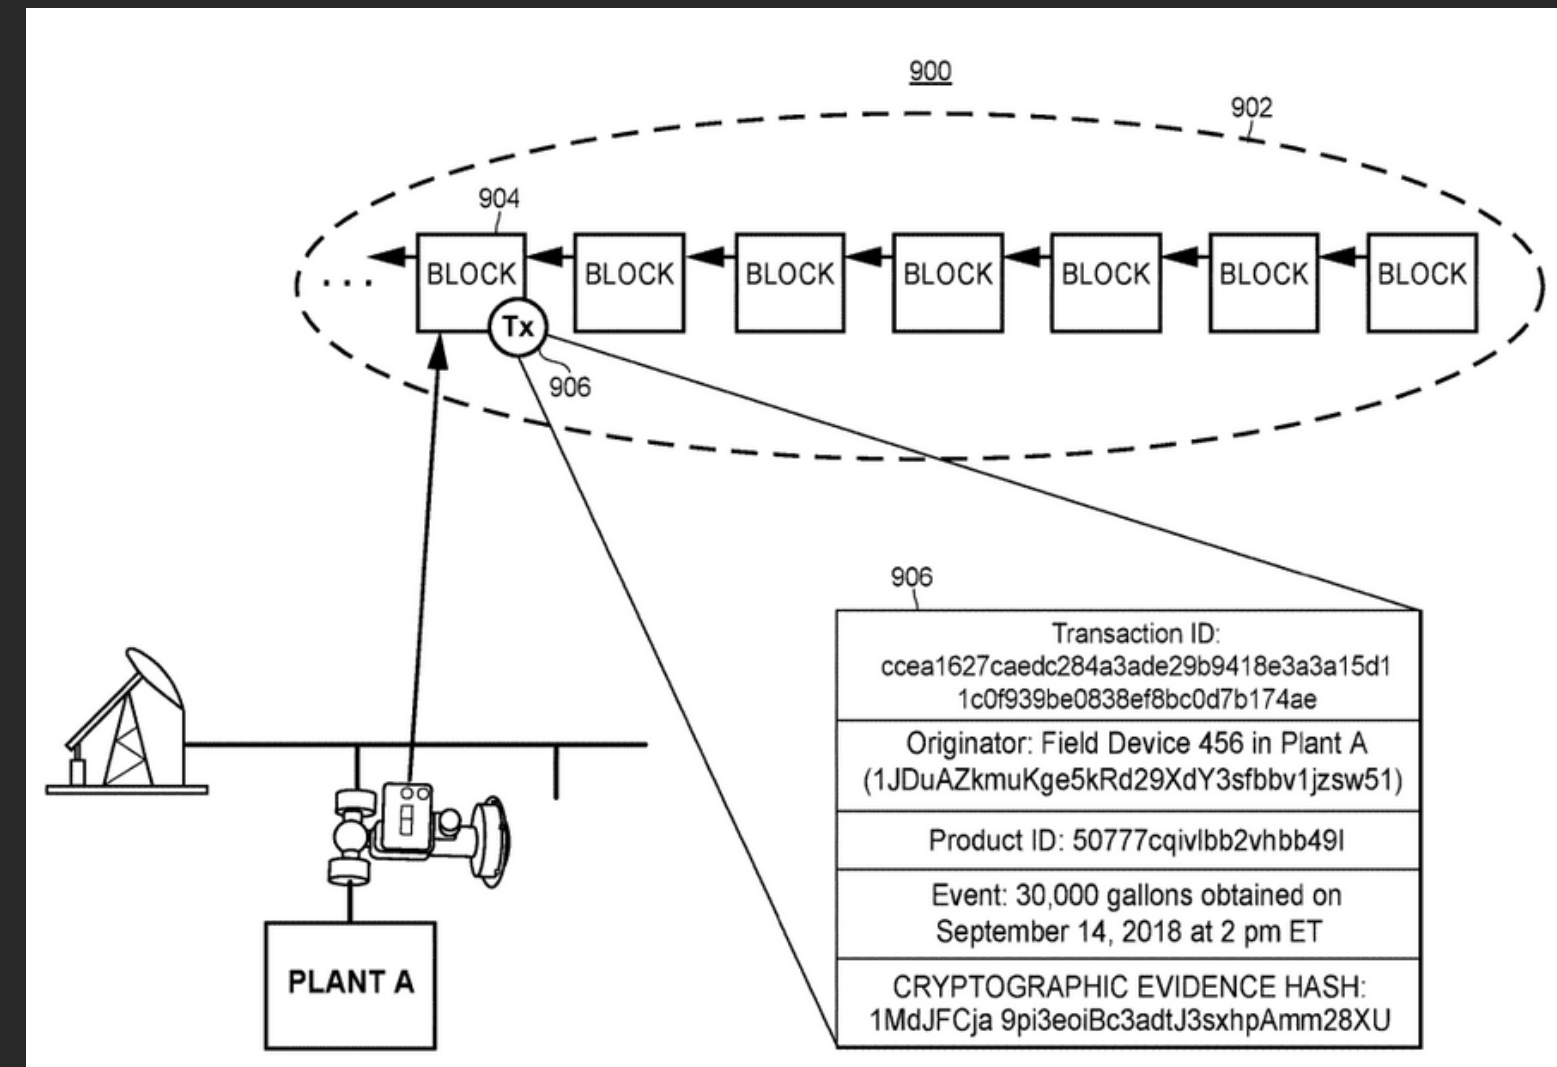 900
902
904
... BLOCK BLOCK BLOCK BLOCK BLOCK BLOCK BLOCK
Tx
906
906
Transaction ID:
ccea1627caedc284a3ade29b9418e3a3a15d1
1c0f939be0838ef8bc0d7b174ae
Originator: Field Device 456 in Plant A
(1JDuAZkmuKge5kRd29XdY3sfbbv1jzsw51)
Product ID: 50777cqivlbb2vhbb49l
Event: 30,000 gallons obtained on
September 14, 2018 at 2 pm ET
CRYPTOGRAPHIC EVIDENCE HASH:
1MdJFCja 9pi3eoiBc3adtJ3sxhpAmm28XU
PLANT A